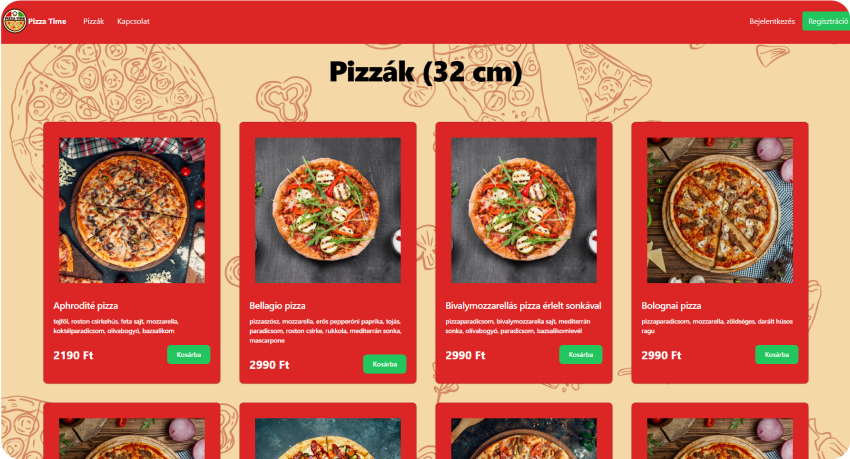 Pizza Time
Pizzák
Kapcsolat
Bejelentkezés
Regisztráció
Pizzák (32 cm)
Aphrodité pizza
tejföl, roston csirkehús, feta sajt, mozzarella,
koktélparadicsom, olívabogyó, bazsalikom
2190 Ft
Kosárba
Bellagio pizza
pizzaszósz, mozzarella, erős pepperóni paprika, tojás,
paradicsom, roston csirke, rukkola, mediterrán sonka,
mascarpone
2990 Ft
Kosárba
Bivalymozzarellás pizza érlelt sonkával
pizzaparadicsom, bivalymozzarella sajt, mediterrán
sonka, olívabogyó, paradicsom, bazsalikomlevél
2990 Ft
Kosárba
Bolognai pizza
pizzaparadicsom, mozzarella, zöldséges, darált húsos
ragu
2990 Ft
Kosárba